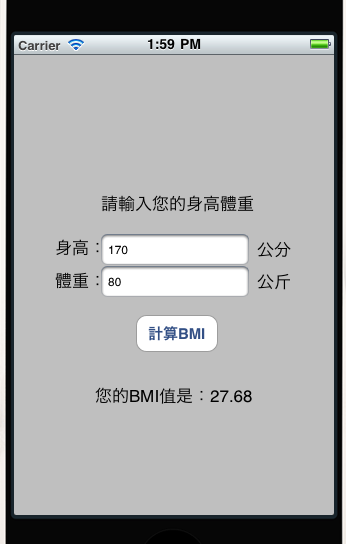 Carrier 1:59 PM
請輸入您的身高體重
身高：170 公分
體重：80 公斤
計算BMI
您的BMI值是：27.68